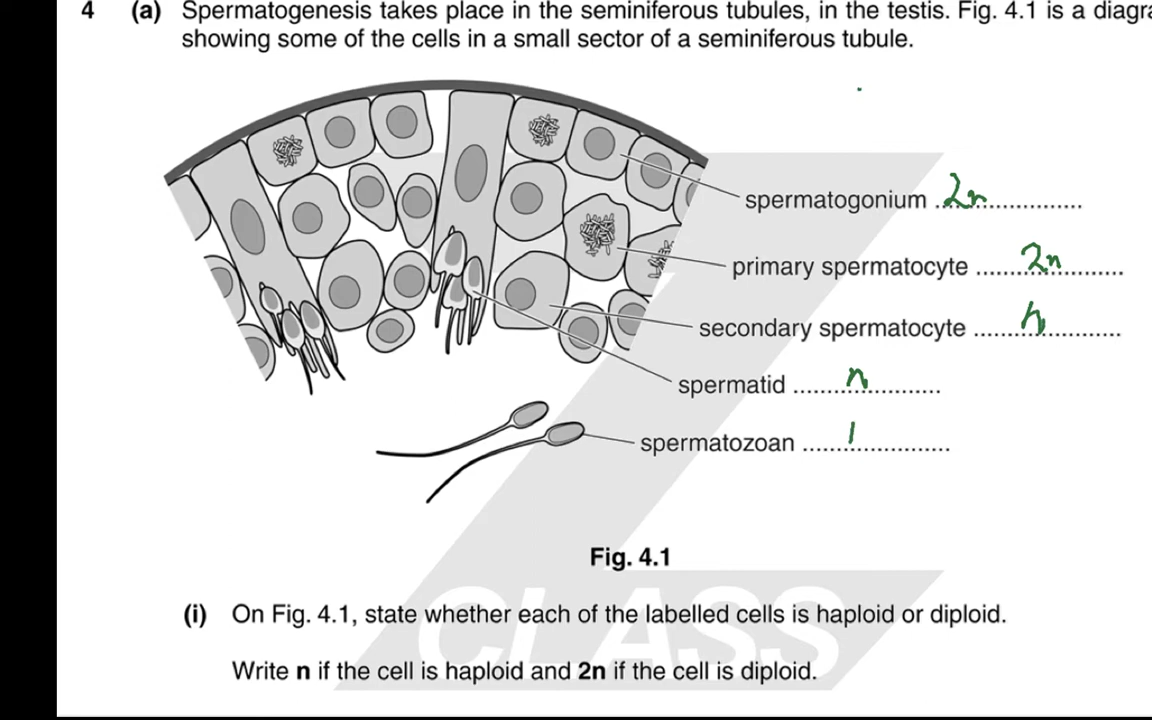 4 (a) Spermatogenesis takes place in the seminiferous tubules, in the testis. Fig. 4.1 is a
showing some of the cells in a small sector of a seminiferous tubule.
spermatogonium 2n
primary spermatocyte 2n
secondary spermatocyte n
spermatid n
spermatozoan
Fig. 4.1
(i) On Fig. 4.1, state whether each of the labelled cells is haploid or diploid.
Write n if the cell is haploid and 2n if the cell is diploid.
CLASS